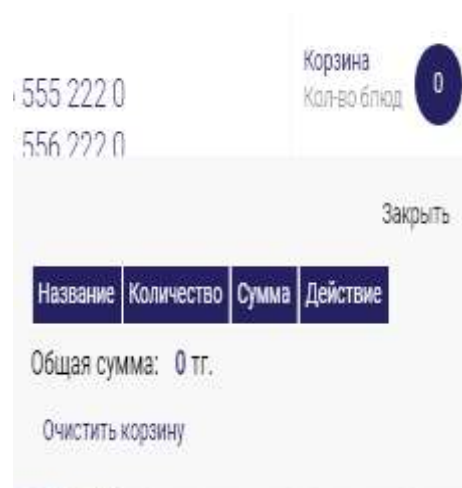 555 222 0
556 222 0
Корзина
Кол-во блюд
0
Закрыть
Название Количество Сумма Действие
Общая сумма: 0 тг.
Очистить корзину